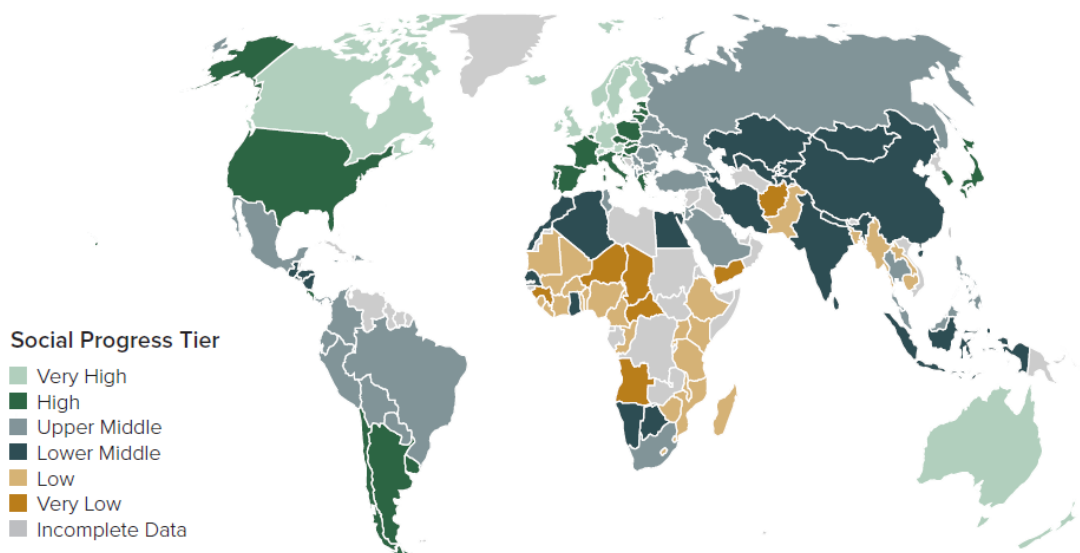 Social Progress Tier
Very High
High
Upper Middle
Lower Middle
Low
Very Low
Incomplete Data